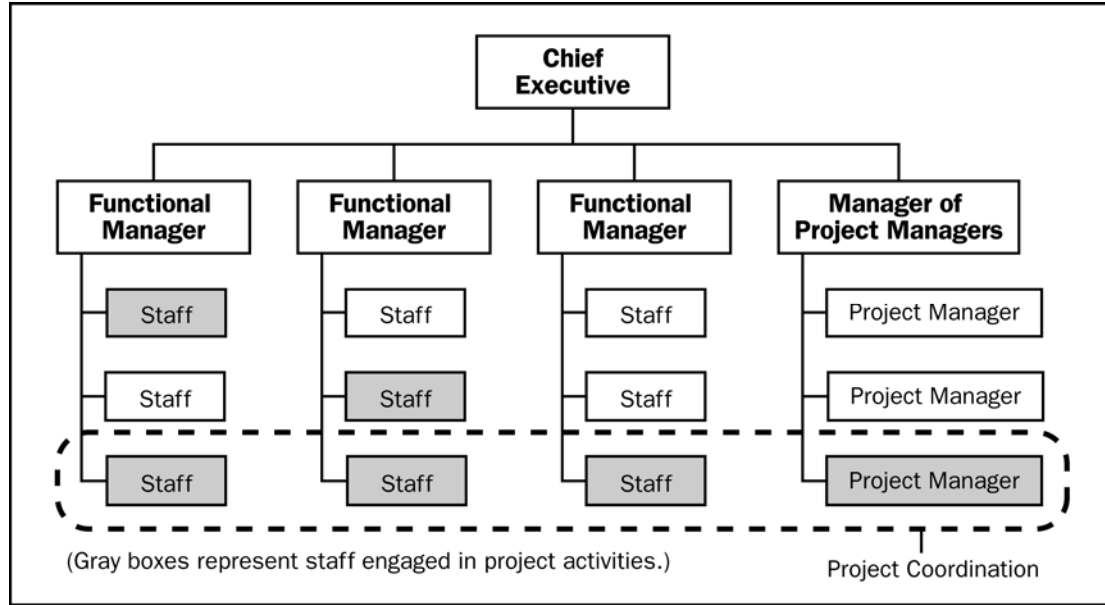 Chief
Executive
Functional
Manager
Functional
Manager
Functional
Manager
Manager of
Project Managers
Staff
Staff
Staff
Project Manager
Staff
Staff
Staff
Project Manager
Staff
Staff
Staff
Project Manager
(Gray boxes represent staff engaged in project activities.)
Project Coordination